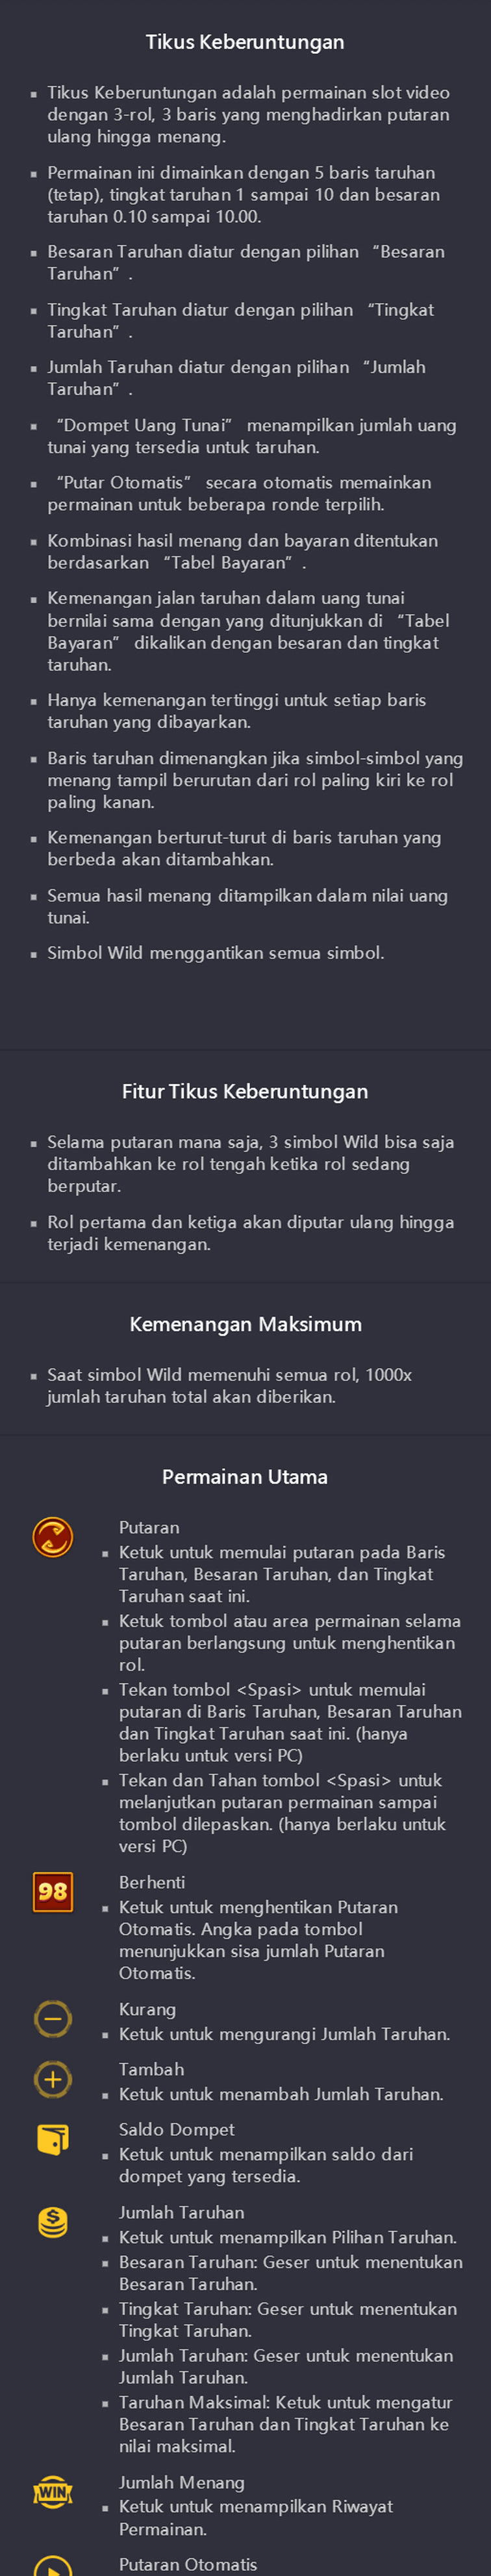 Tikus Keberuntungan
Tikus Keberuntungan adalah permainan slot video
dengan 3-rol, 3 baris yang menghadirkan putaran
ulang hingga menang.
Permainan ini dimainkan dengan 5 baris taruhan
(tetap), tingkat taruhan 1 sampai 10 dan besaran
taruhan 0.10 sampai 10.00.
Besaran Taruhan diatur dengan pilihan “Besaran
Taruhan” .
Tingkat Taruhan diatur dengan pilihan “Tingkat
Taruhan” .
Jumlah Taruhan diatur dengan pilihan “Jumlah
Taruhan” .
“Dompet Uang Tunai” menampilkan jumlah uang
tunai yang tersedia untuk taruhan.
“Putar Otomatis” secara otomatis memainkan
permainan untuk beberapa ronde terpilih.
Kombinasi hasil menang dan bayaran ditentukan
berdasarkan “Tabel Bayaran” .
Kemenangan jalan taruhan dalam uang tunai
bernilai sama dengan yang ditunjukkan di “Tabel
Bayaran” dikalikan dengan besaran dan tingkat
taruhan.
Hanya kemenangan tertinggi untuk setiap baris
taruhan yang dibayarkan.
Baris taruhan dimenangkan jika simbol-simbol yang
menang tampil berurutan dari rol paling kiri ke rol
paling kanan.
Kemenangan berturut-turut di baris taruhan yang
berbeda akan ditambahkan.
Semua hasil menang ditampilkan dalam nilai uang
tunai.
Simbol Wild menggantikan semua simbol.
Fitur Tikus Keberuntungan
Selama putaran mana saja, 3 simbol Wild bisa saja
ditambahkan ke rol tengah ketika rol sedang
berputar.
Rol pertama dan ketiga akan diputar ulang hingga
terjadi kemenangan.
Kemenangan Maksimum
Saat simbol Wild memenuhi semua rol, 1000x
jumlah taruhan total akan diberikan.
Permainan Utama
Putaran
Ketuk untuk memulai putaran pada Baris
Taruhan, Besaran Taruhan, dan Tingkat
Taruhan saat ini.
Ketuk tombol atau area permainan selama
putaran berlangsung untuk menghentikan
rol.
Tekan tombol <Spasi> untuk memulai
putaran di Baris Taruhan, Besaran Taruhan
dan Tingkat Taruhan saat ini. (hanya
berlaku untuk versi PC)
Tekan dan Tahan tombol <Spasi> untuk
melanjutkan putaran permainan sampai
tombol dilepaskan. (hanya berlaku untuk
versi PC)
98
Berhenti
Ketuk untuk menghentikan Putaran
Otomatis. Angka pada tombol
menunjukkan sisa jumlah Putaran
Otomatis.
Kurang
Ketuk untuk mengurangi Jumlah Taruhan.
Tambah
Ketuk untuk menambah Jumlah Taruhan.
Saldo Dompet
Ketuk untuk menampilkan saldo dari
dompet yang tersedia.
Jumlah Taruhan
Ketuk untuk menampilkan Pilihan Taruhan.
Besaran Taruhan: Geser untuk menentukan
Besaran Taruhan.
Tingkat Taruhan: Geser untuk menentukan
Tingkat Taruhan.
Jumlah Taruhan: Geser untuk menentukan
Jumlah Taruhan.
Taruhan Maksimal: Ketuk untuk mengatur
Besaran Taruhan dan Tingkat Taruhan ke
nilai maksimal.
WIN
Jumlah Menang
Ketuk untuk menampilkan Riwayat
Permainan.
Putaran Otomatis